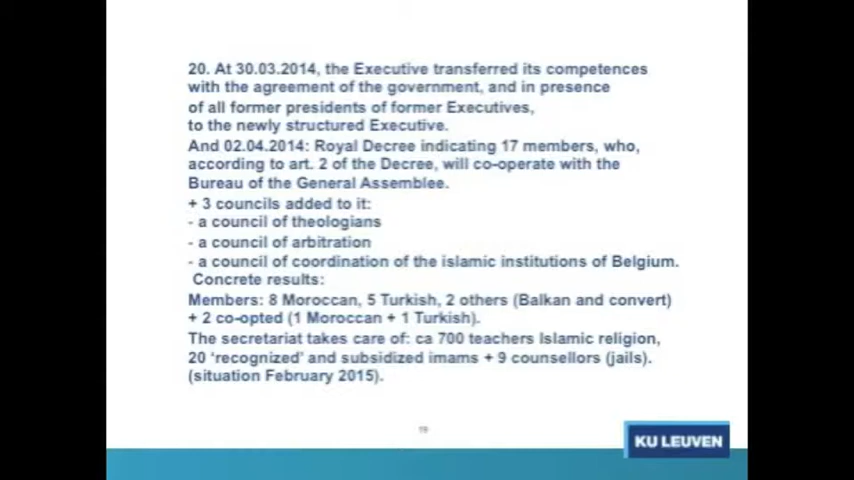 20. At 30.03.2014, the Executive transferred its competences
with the agreement of the government, and in presence
of all former presidents of former Executives,
to the newly structured Executive.
And 02.04.2014: Royal Decree indicating 17 members, who,
according to art. 2 of the Decree, will co-operate with the
Bureau of the General Assemblee.
+ 3 councils added to it:
- a council of theologians
- a council of arbitration
- a council of coordination of the islamic institutions of Belgium.
Concrete results:
Members: 8 Moroccan, 5 Turkish, 2 others (Balkan and convert)
+ 2 co-opted (1 Moroccan + 1 Turkish).
The secretariat takes care of: ca 700 teachers Islamic religion,
20 ‘recognized’ and subsidized imams + 9 counsellors (jails).
(situation February 2015).
19
KU LEUVEN